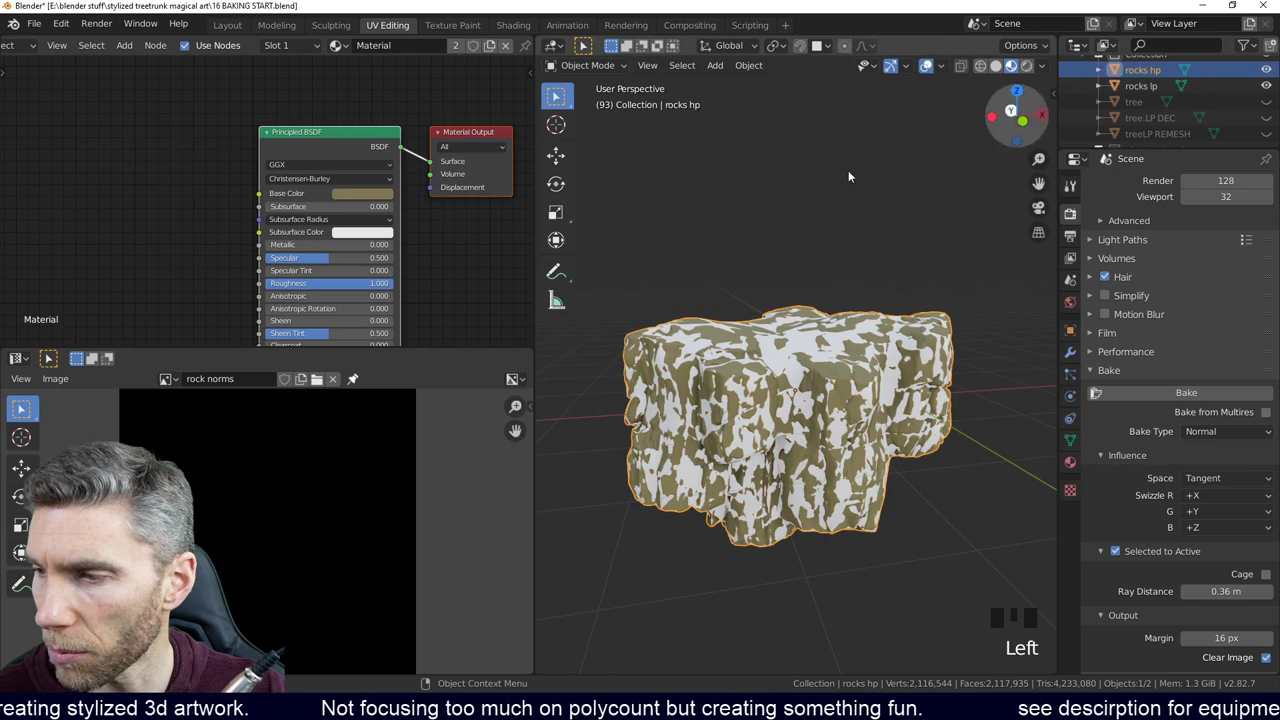 Blender* [E:\blender stuff\stylized treetrunk magical art\16 BAKING START.blend]
File Edit Render Window Help Layout Modeling Sculpting UV Editing Texture Paint Shading Animation Rendering Compositing Scripting Scene View Layer
ect View Select Add Node Use Nodes Slot 1 Material 2 Global Options
Object Mode View Select Add Object
User Perspective
(93) Collection | rocks hp
Collection
rocks hp
rocks lp
tree
tree.LP DEC
treeLP REMESH
X
Y
Z
Principled BSDF
BSDF
GGX
Christensen-Burley
Base Color
Subsurface 0.000
Subsurface Radius
Subsurface Color
Metallic 0.000
Specular 0.500
Specular Tint 0.000
Roughness 1.000
Anisotropic 0.000
Anisotropic Rotation 0.000
Sheen 0.000
Sheen Tint 0.500
Clearcoat 0.000
Material Output
All
Surface
Volume
Displacement
Material
View Image rock norms
Scene
Render 128
Viewport 32
Advanced
Light Paths
Volumes
Hair
Simplify
Motion Blur
Film
Performance
Bake
Bake
Bake from Multires
Bake Type Normal
Influence
Space Tangent
Swizzle R +X
G +Y
B +Z
Selected to Active
Cage
Ray Distance 0.36 m
Output
Margin 16 px
Clear Image
Left
Object Context Menu
Collection | rocks hp | Verts:2,116,544 | Faces:2,117,935 | Tris:4,233,080 | Objects:1/2 | Mem: 1.3 GiB | v2.82.7
reating stylized 3d artwork. Not focusing too much on polycount but creating something fun. see descirption for equipme